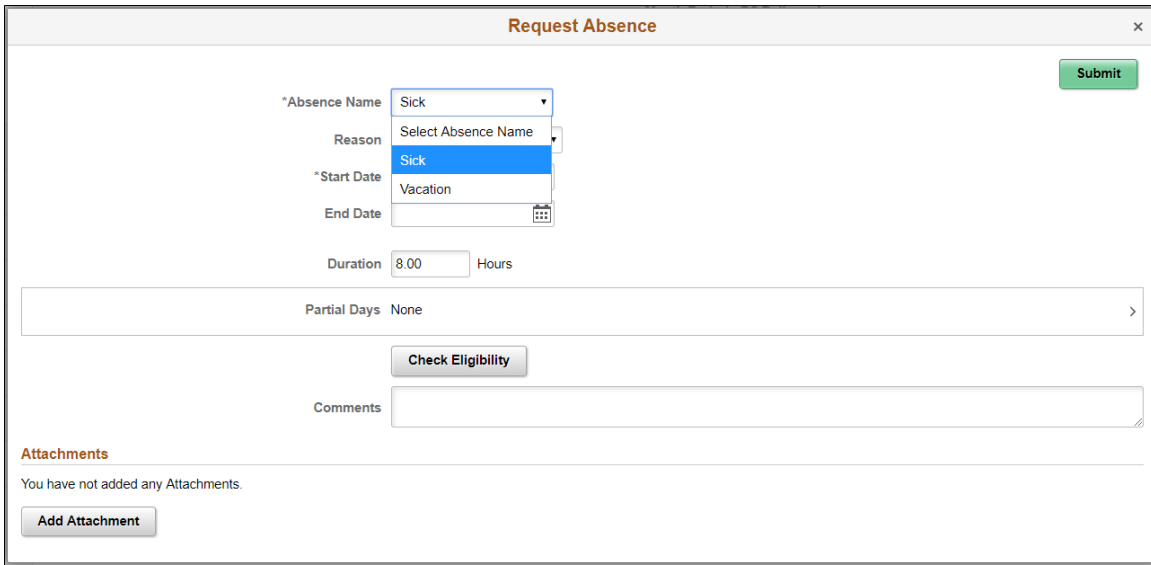 Request Absence ×
Submit
*Absence Name Sick
Select Absence Name
Reason
Sick
*Start Date
Vacation
End Date
Duration 8.00 Hours
Partial Days None
Check Eligibility
Comments
Attachments
You have not added any Attachments.
Add Attachment